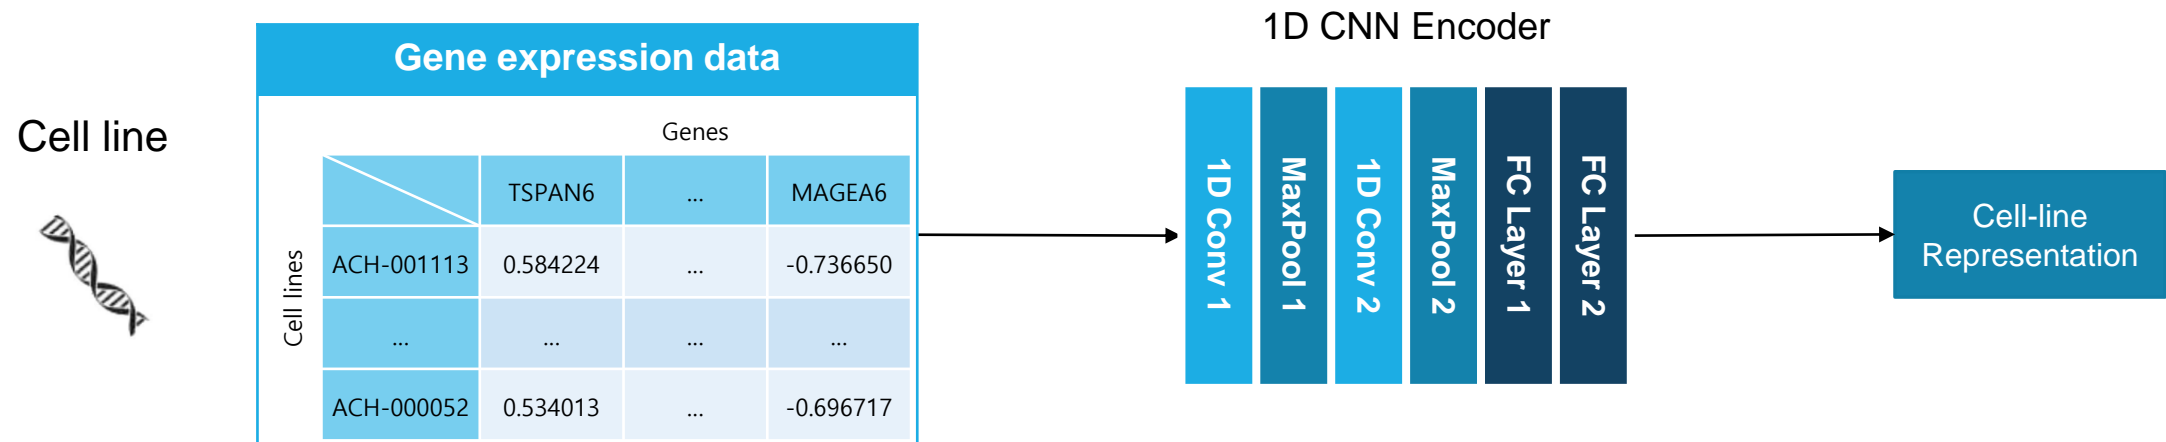 1D CNN Encoder
Gene expression data
Cell line
Genes
Cell lines
TSPAN6 ... MAGEA6
ACH-001113 0.584224 ... -0.736650
... ... ... ...
ACH-000052 0.534013 ... -0.696717
1D Conv 1
MaxPool 1
1D Conv 2
MaxPool 2
FC Layer 1
FC Layer 2
Cell-line
Representation